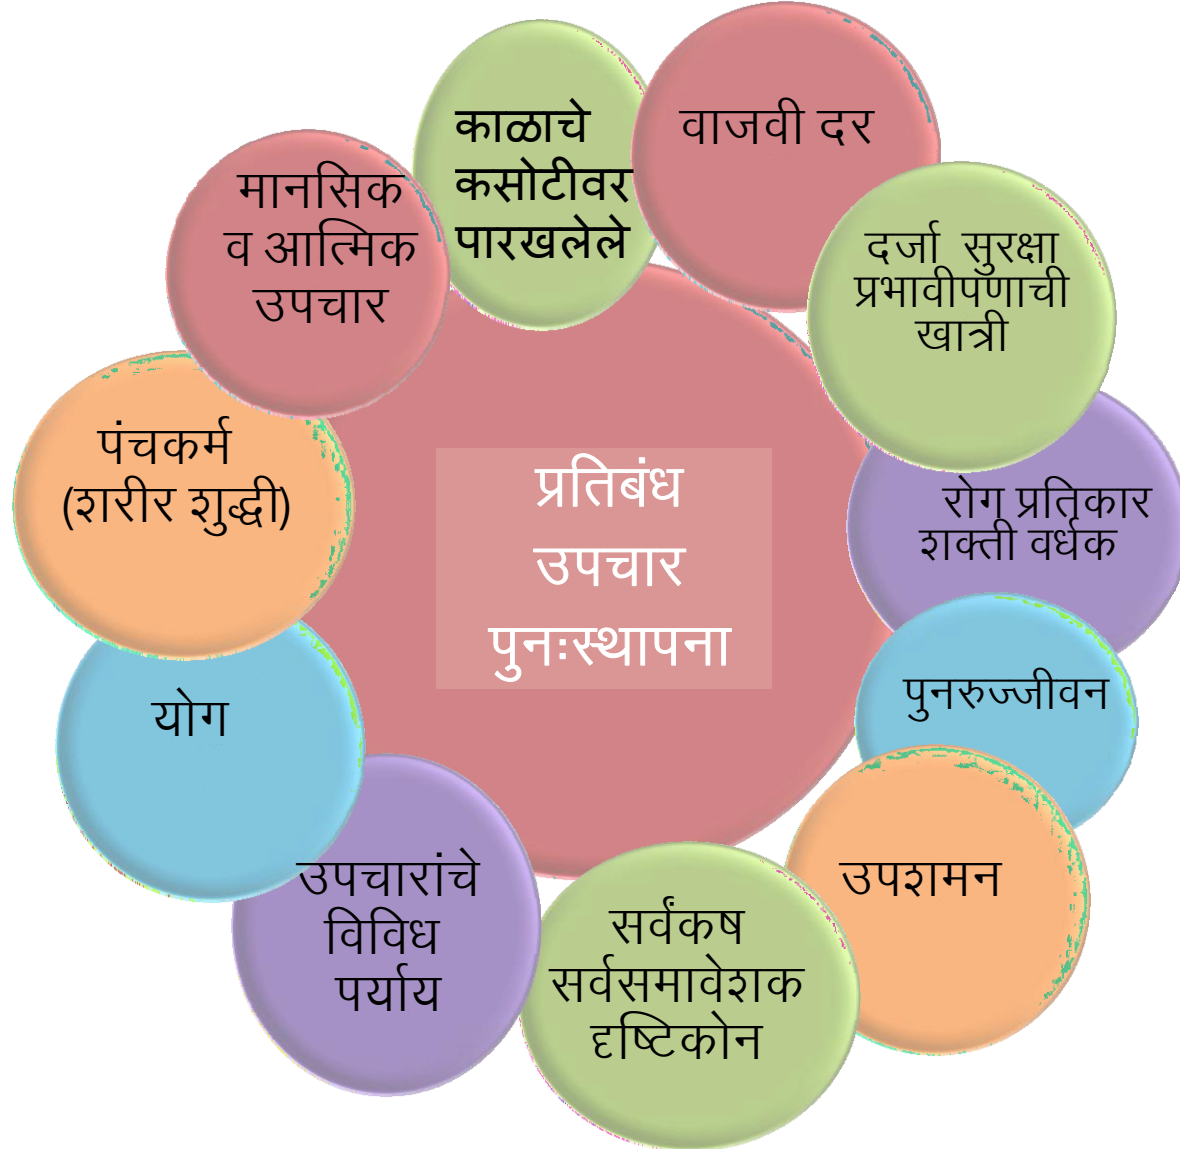 काळाचे
कसोटीवर
पारखलेले
वाजवी दर
दर्जा सुरक्षा
प्रभावीपणाची
खात्री
रोग प्रतिकार
शक्ती वर्धक
पुनरुज्जीवन
उपशमन
सर्वंकष
सर्वसमावेशक
दृष्टिकोन
उपचारांचे
विविध
पर्याय
योग
पंचकर्म
(शरीर शुद्धी)
मानसिक
व आत्मिक
उपचार
प्रतिबंध
उपचार
पुनःस्थापना